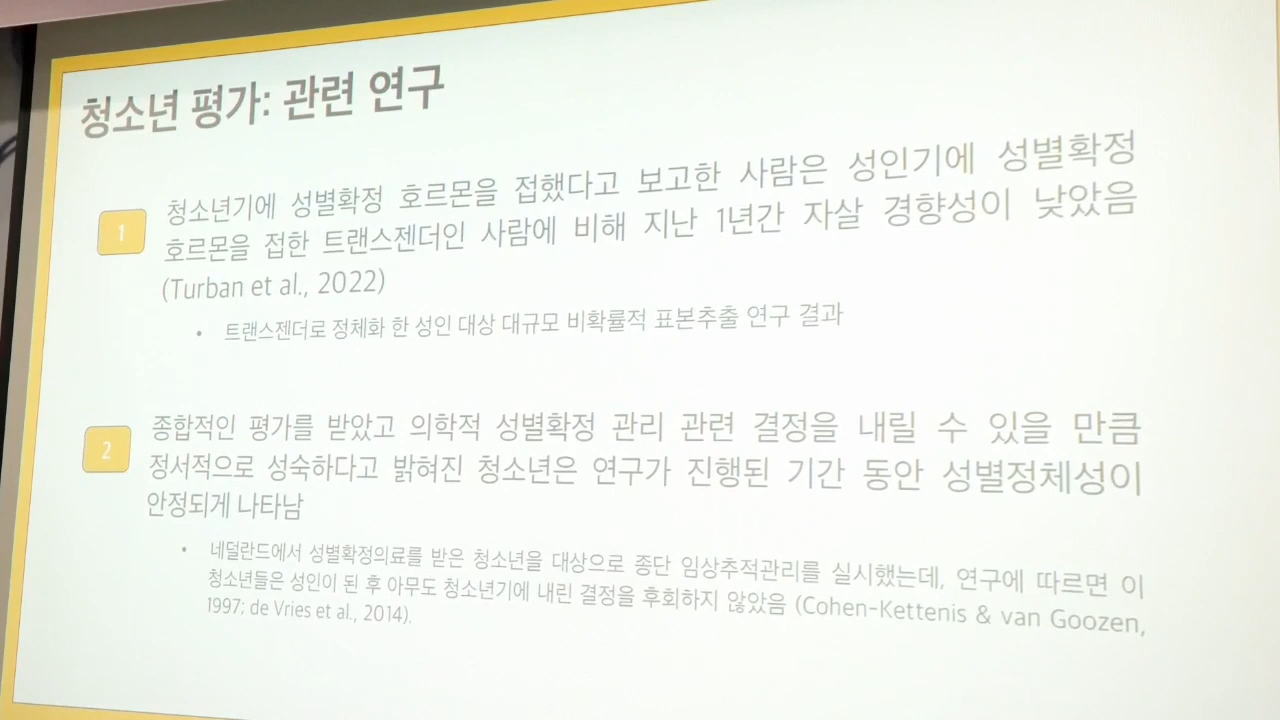 청소년 평가: 관련 연구
1
청소년기에 성별확정 호르몬을 접했다고 보고한 사람은 성인기에 성별확정
호르몬을 접한 트랜스젠더인 사람에 비해 지난 1년간 자살 경향성이 낮았음
(Turban et al., 2022)
• 트랜스젠더로 정체화 한 성인 대상 대규모 비확률적 표본추출 연구 결과
2
종합적인 평가를 받았고 의학적 성별확정 관리 관련 결정을 내릴 수 있을 만큼
정서적으로 성숙하다고 밝혀진 청소년은 연구가 진행된 기간 동안 성별정체성이
안정되게 나타남
• 네덜란드에서 성별확정의료를 받은 청소년을 대상으로 종단 임상추적관리를 실시했는데, 연구에 따르면 이
청소년들은 성인이 된 후 아무도 청소년기에 내린 결정을 후회하지 않았음 (Cohen-Kettenis & van Goozen,
1997; de Vries et al., 2014).